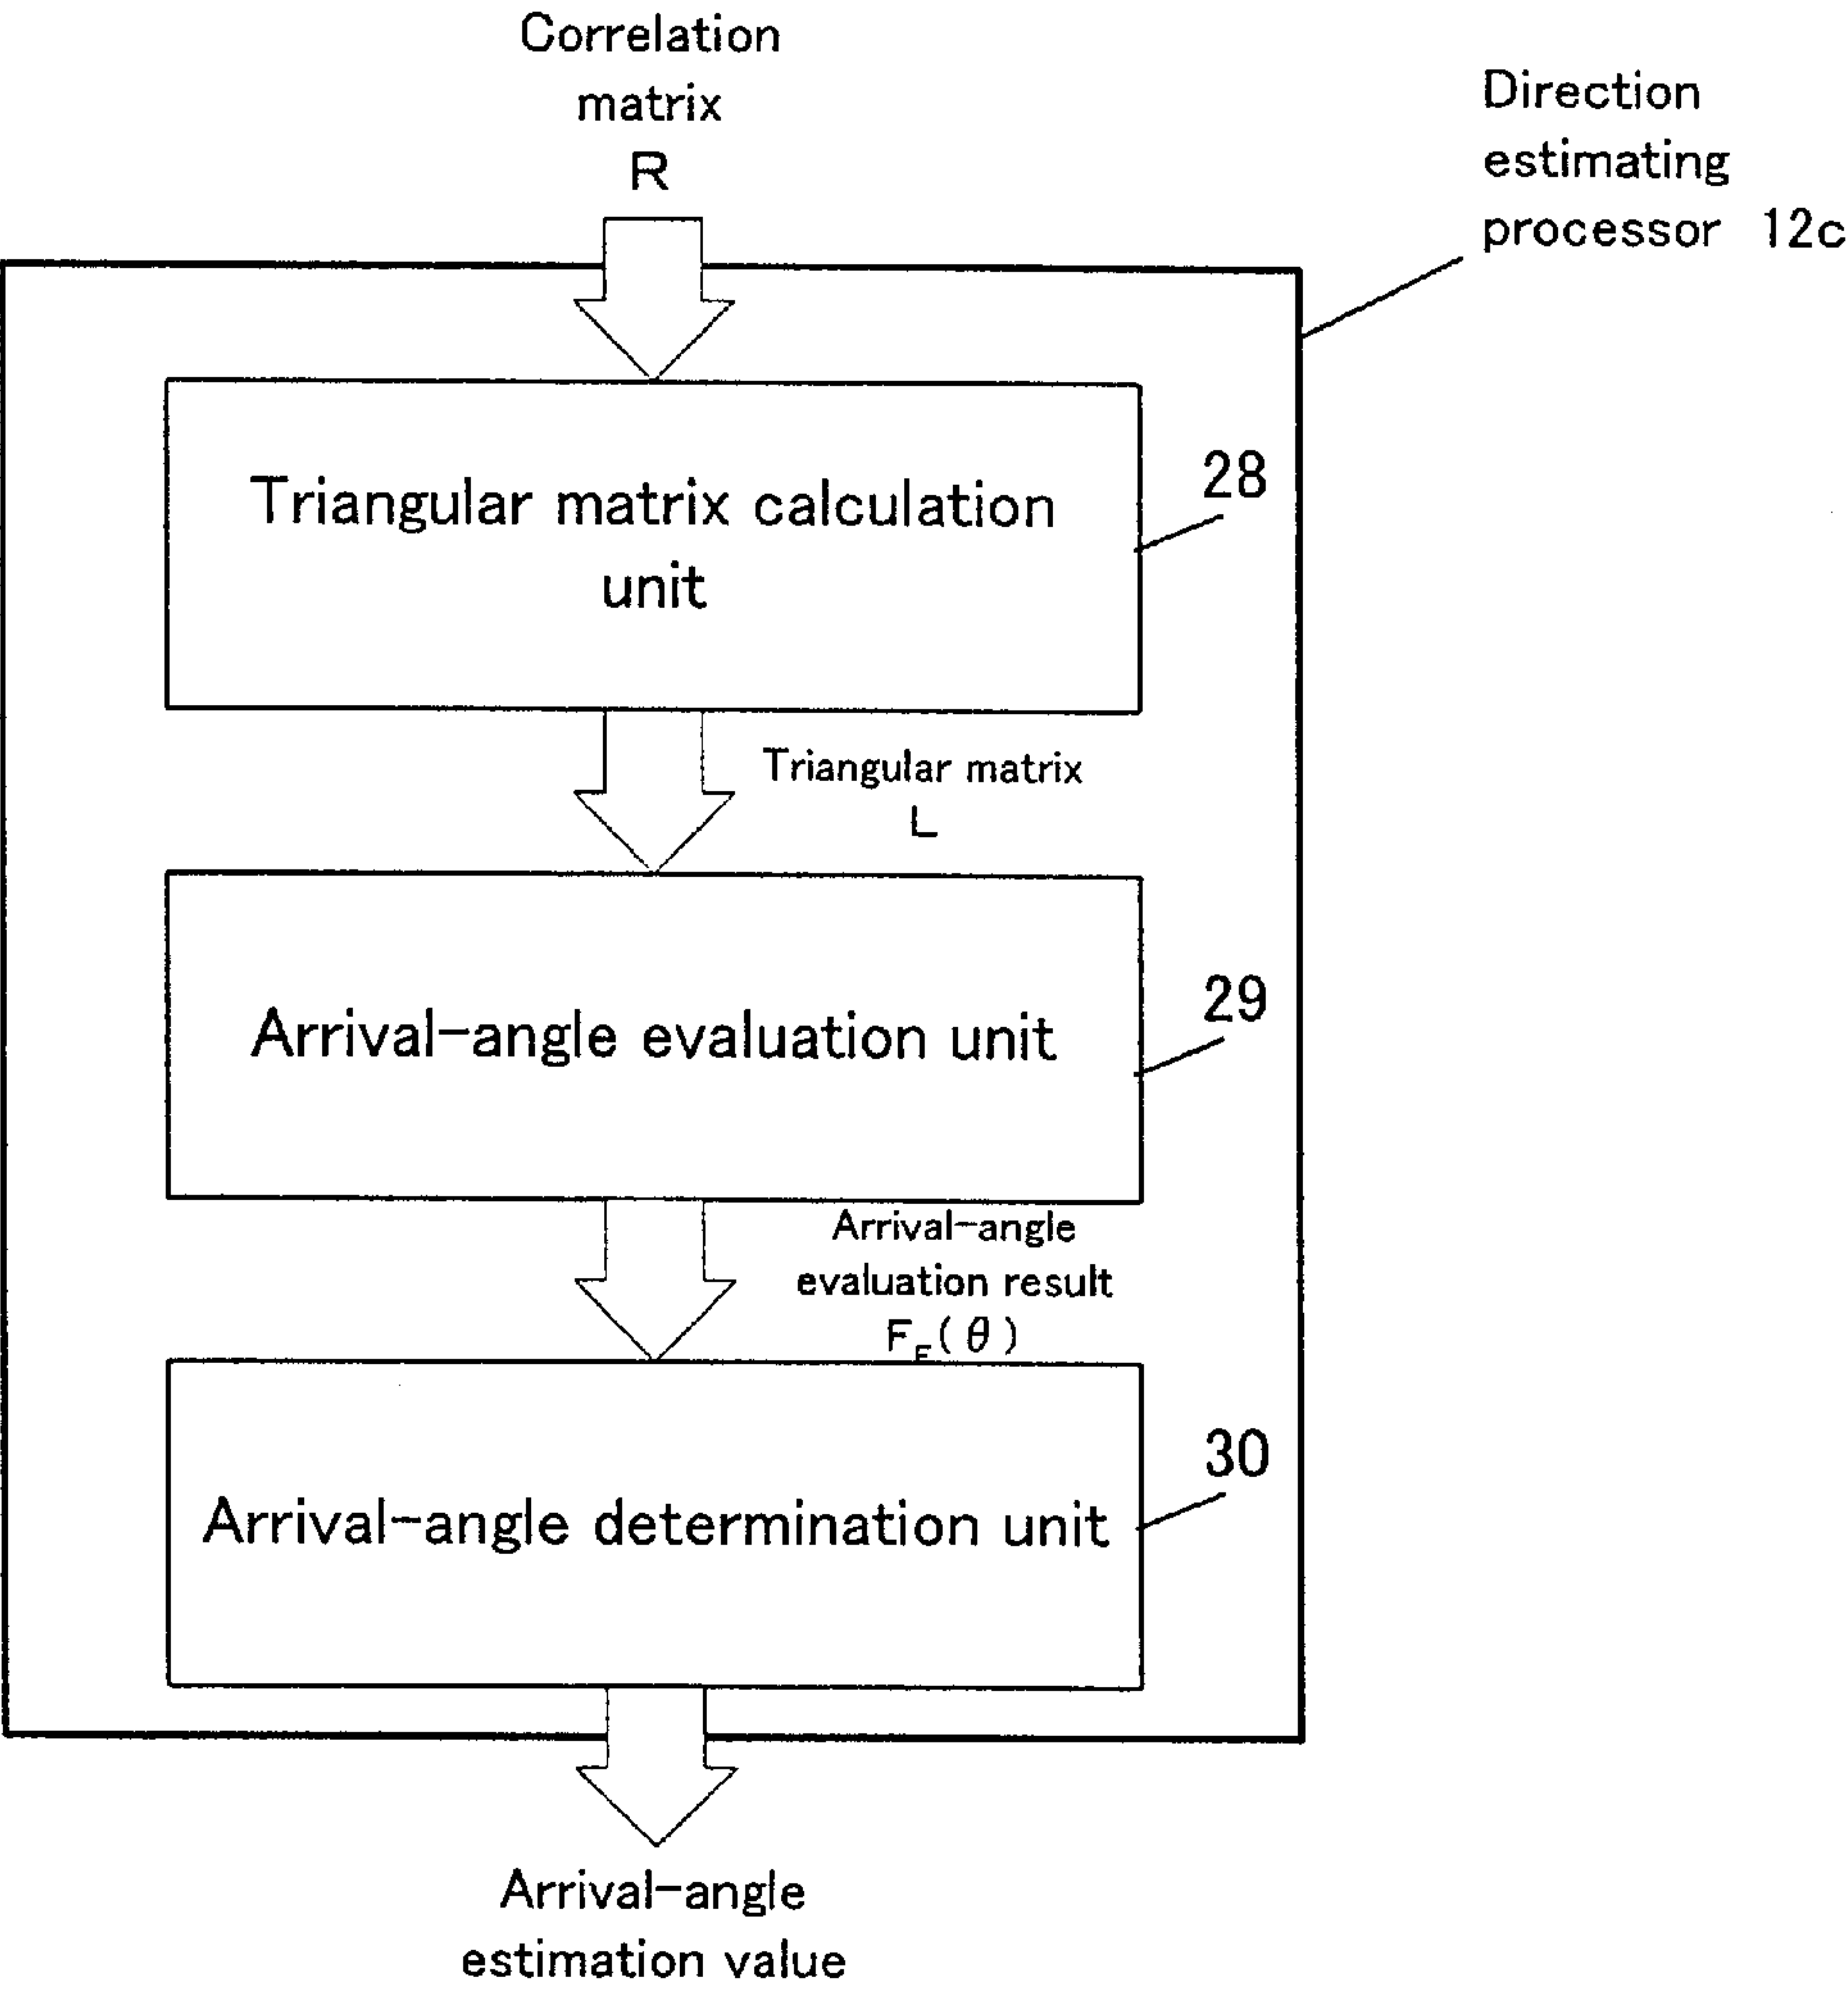 Correlation
matrix
R
Direction
estimating
processor 12c
Triangular matrix calculation
unit
28
Triangular matrix
L
Arrival-angle evaluation unit
29
Arrival-angle
evaluation result
F_E(θ)
Arrival-angle determination unit
30
Arrival-angle
estimation value